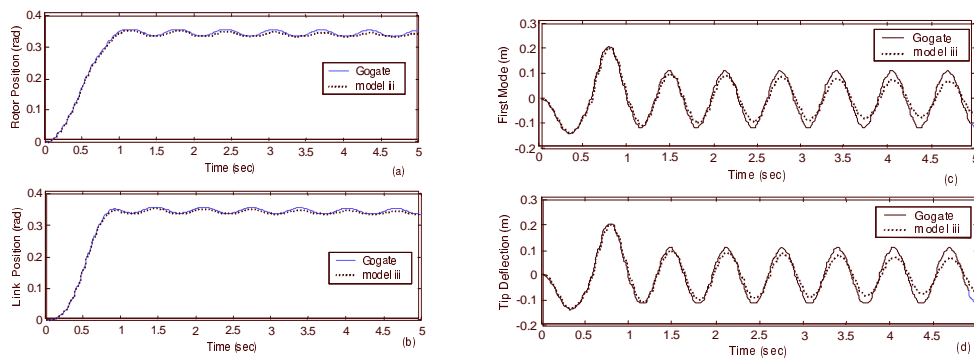 0.4
0.3
0.2
0.1
0
Rotor Position (rad)
Gogate
model iii
0 0.5 1 1.5 2 2.5 3 3.5 4 4.5 5
Time (sec)
(a)
0.4
0.3
0.2
0.1
0
Link Position (rad)
Gogate
model iii
0 0.5 1 1.5 2 2.5 3 3.5 4 4.5 5
Time (sec)
(b)
0.3
0.2
0.1
0
-0.1
-0.2
First Mode (m)
Gogate
model iii
0 0.5 1 1.5 2 2.5 3 3.5 4 4.5 5
Time (sec)
(c)
0.3
0.2
0.1
0
-0.1
-0.2
Tip Deflection (m)
Gogate
model iii
0 0.5 1 1.5 2 2.5 3 3.5 4 4.5 5
Time (sec)
(d)